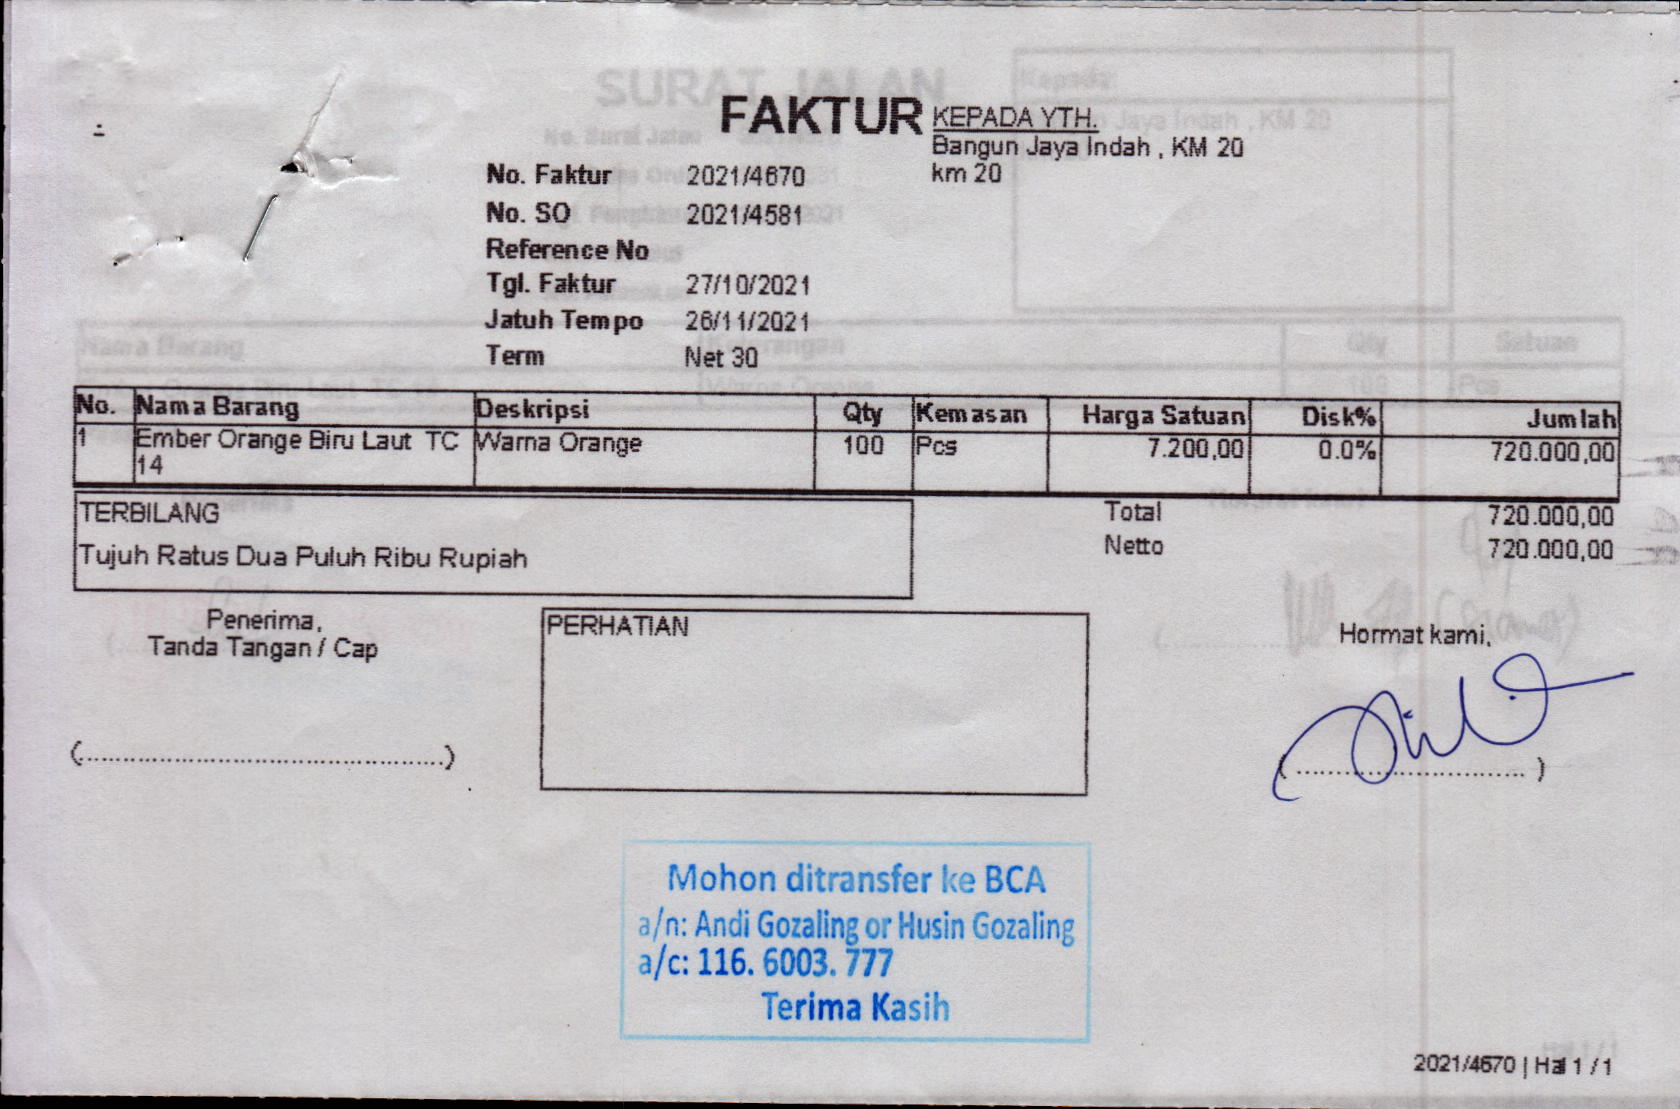 FAKTUR
KEPADA YTH.
Bangun Jaya Indah , KM 20
km 20
No. Faktur 2021/4670
No. SO 2021/4581
Reference No
Tgl. Faktur 27/10/2021
Jatuh Tempo 26/11/2021
Term Net 30
No. Nama Barang Deskripsi Qty Kemasan Harga Satuan Disk% Jumlah
1 Ember Orange Biru Laut TC Warna Orange 100 Pcs 7.200,00 0.0% 720.000,00
14
TERBILANG
Tujuh Ratus Dua Puluh Ribu Rupiah
Total 720.000,00
Netto 720.000,00
Penerima,
Tanda Tangan / Cap
PERHATIAN
Hormat kami,
(............................................)
(............................)
Mohon ditransfer ke BCA
a/n: Andi Gozaling or Husin Gozaling
a/c: 116. 6003. 777
Terima Kasih
2021/4670 | Hal 1 / 1